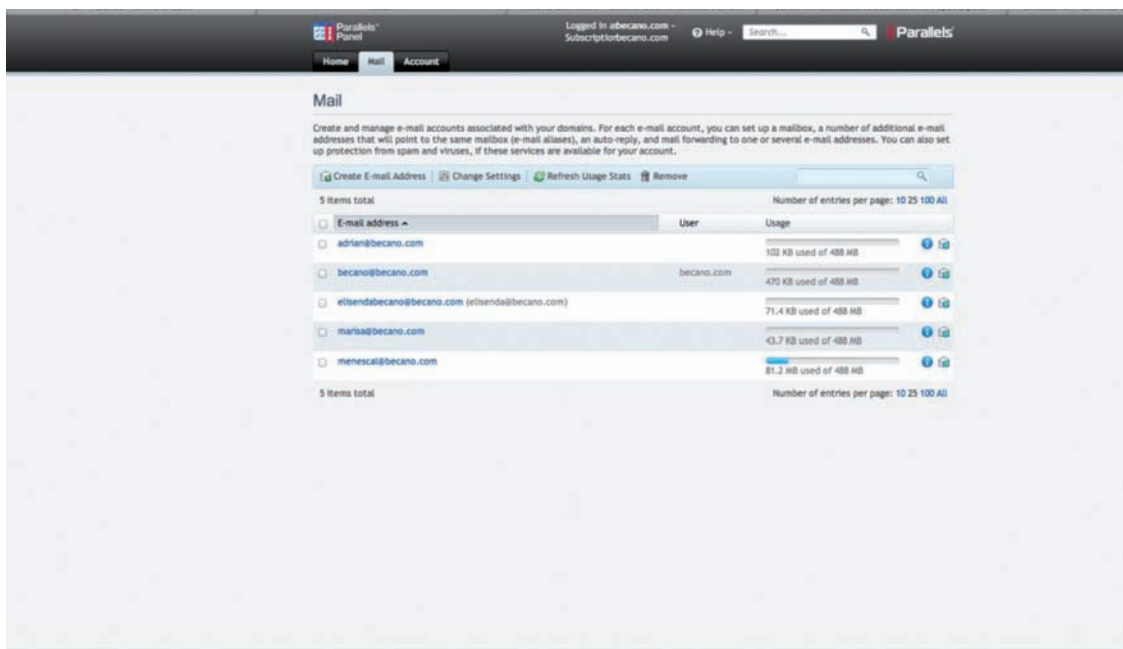 Parallels™
Panel
Logged in abecano.com -
Subscriptiorbecano.com
Help
Search...
Parallels
Home Mail Account
Mail
Create and manage e-mail accounts associated with your domains. For each e-mail account, you can set up a mailbox, a number of additional e-mail
addresses that will point to the same mailbox (e-mail aliases), an auto-reply, and mail forwarding to one or several e-mail addresses. You can also set
up protection from spam and viruses, if these services are available for your account.
Create E-mail Address Change Settings Refresh Usage Stats Remove
5 items total Number of entries per page: 10 25 100 All
E-mail address User Usage
adrian@becano.com
102 KB used of 488 MB
becano@becano.com becano.com
470 KB used of 488 MB
elisendabecano@becano.com (elisenda@becano.com)
71.4 KB used of 488 MB
marisa@becano.com
43.7 KB used of 488 MB
menescal@becano.com
81.2 MB used of 488 MB
5 items total Number of entries per page: 10 25 100 All